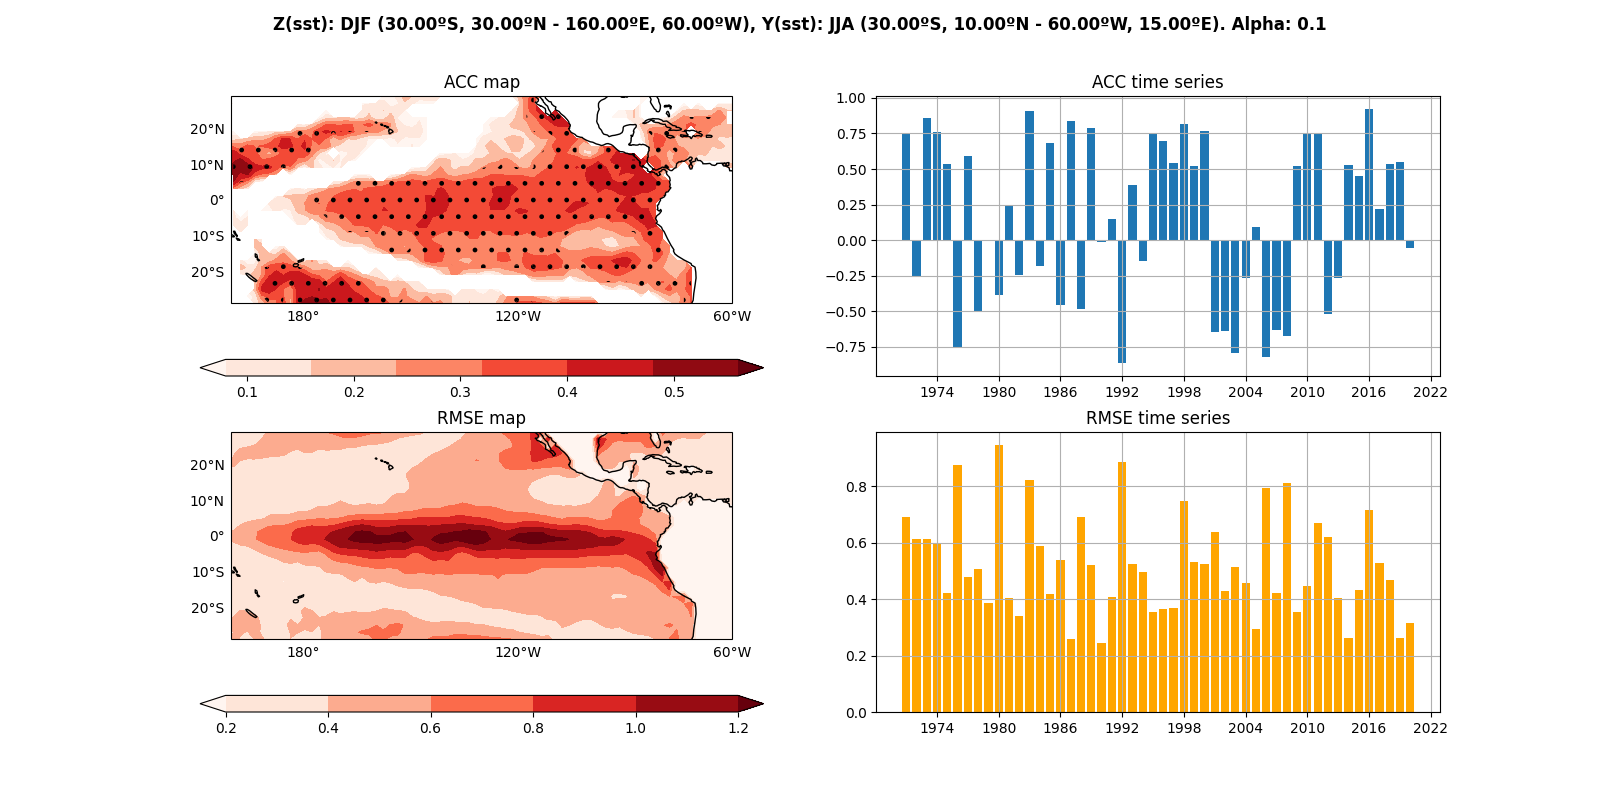 Z(sst): DJF (30.00ºS, 30.00ºN - 160.00ºE, 60.00ºW), Y(sst): JJA (30.00ºS, 10.00ºN - 60.00ºW, 15.00ºE). Alpha: 0.1
ACC map
20°N
10°N
0°
10°S
20°S
180°
120°W
60°W
0.1
0.2
0.3
0.4
0.5
ACC time series
1.00
0.75
0.50
0.25
0.00
−0.25
−0.50
−0.75
1974
1980
1986
1992
1998
2004
2010
2016
2022
RMSE map
20°N
10°N
0°
10°S
20°S
180°
120°W
60°W
0.2
0.4
0.6
0.8
1.0
1.2
RMSE time series
0.8
0.6
0.4
0.2
0.0
1974
1980
1986
1992
1998
2004
2010
2016
2022